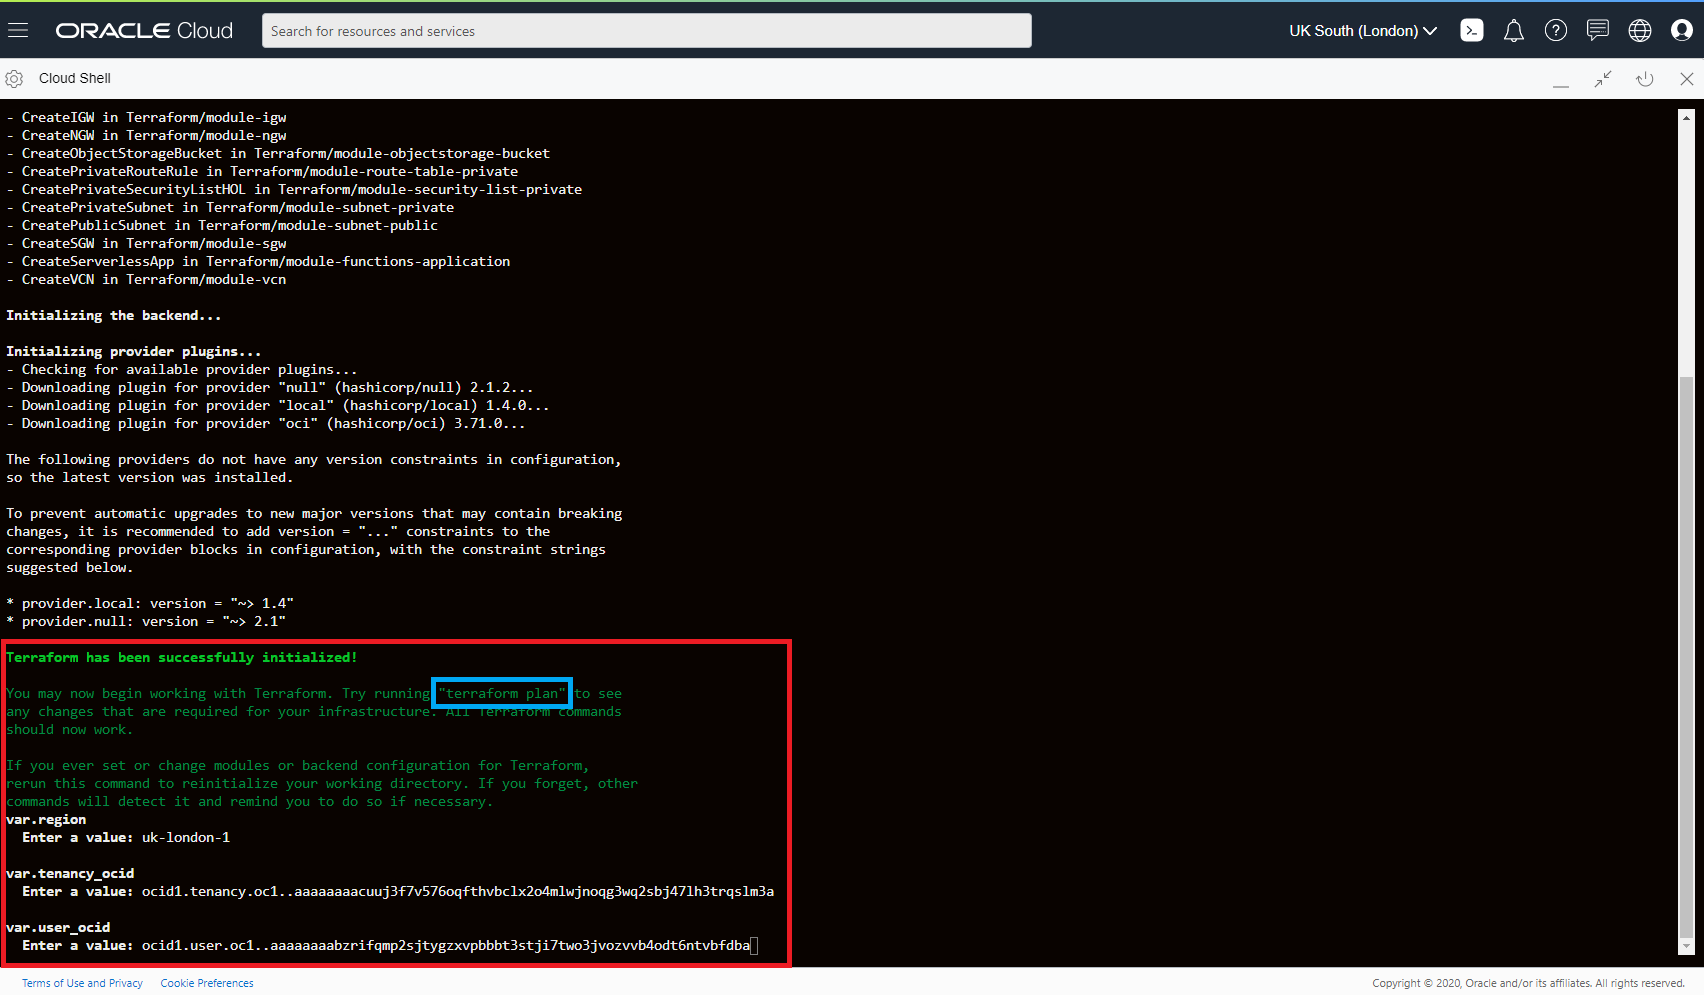 ORACLE Cloud
Search for resources and services
UK South (London)
Cloud Shell
- CreateIGW in Terraform/module-igw
- CreateNGW in Terraform/module-ngw
- CreateObjectStorageBucket in Terraform/module-objectstorage-bucket
- CreatePrivateRouteRule in Terraform/module-route-table-private
- CreatePrivateSecurityListHOL in Terraform/module-security-list-private
- CreatePrivateSubnet in Terraform/module-subnet-private
- CreatePublicSubnet in Terraform/module-subnet-public
- CreateSGW in Terraform/module-sgw
- CreateServerlessApp in Terraform/module-functions-application
- CreateVCN in Terraform/module-vcn
Initializing the backend...
Initializing provider plugins...
- Checking for available provider plugins...
- Downloading plugin for provider "null" (hashicorp/null) 2.1.2...
- Downloading plugin for provider "local" (hashicorp/local) 1.4.0...
- Downloading plugin for provider "oci" (hashicorp/oci) 3.71.0...
The following providers do not have any version constraints in configuration,
so the latest version was installed.
To prevent automatic upgrades to new major versions that may contain breaking
changes, it is recommended to add version = "..." constraints to the
corresponding provider blocks in configuration, with the constraint strings
suggested below.
* provider.local: version = "~> 1.4"
* provider.null: version = "~> 2.1"
Terraform has been successfully initialized!
You may now begin working with Terraform. Try running "terraform plan" to see
any changes that are required for your infrastructure. All Terraform commands
should now work.
If you ever set or change modules or backend configuration for Terraform,
rerun this command to reinitialize your working directory. If you forget, other
commands will detect it and remind you to do so if necessary.
var.region
Enter a value: uk-london-1
var.tenancy_ocid
Enter a value: ocid1.tenancy.oc1..aaaaaaaacuuj3f7v576oqfthvbclx2o4mlwjnoqg3wq2sbj47lh3trqslm3a
var.user_ocid
Enter a value: ocid1.user.oc1..aaaaaaaabzrifqmp2sjtygzxvpbbbt3stji7two3jvozvvb4odt6ntvbfdba
Terms of Use and Privacy
Cookie Preferences
Copyright © 2020, Oracle and/or its affiliates. All rights reserved.